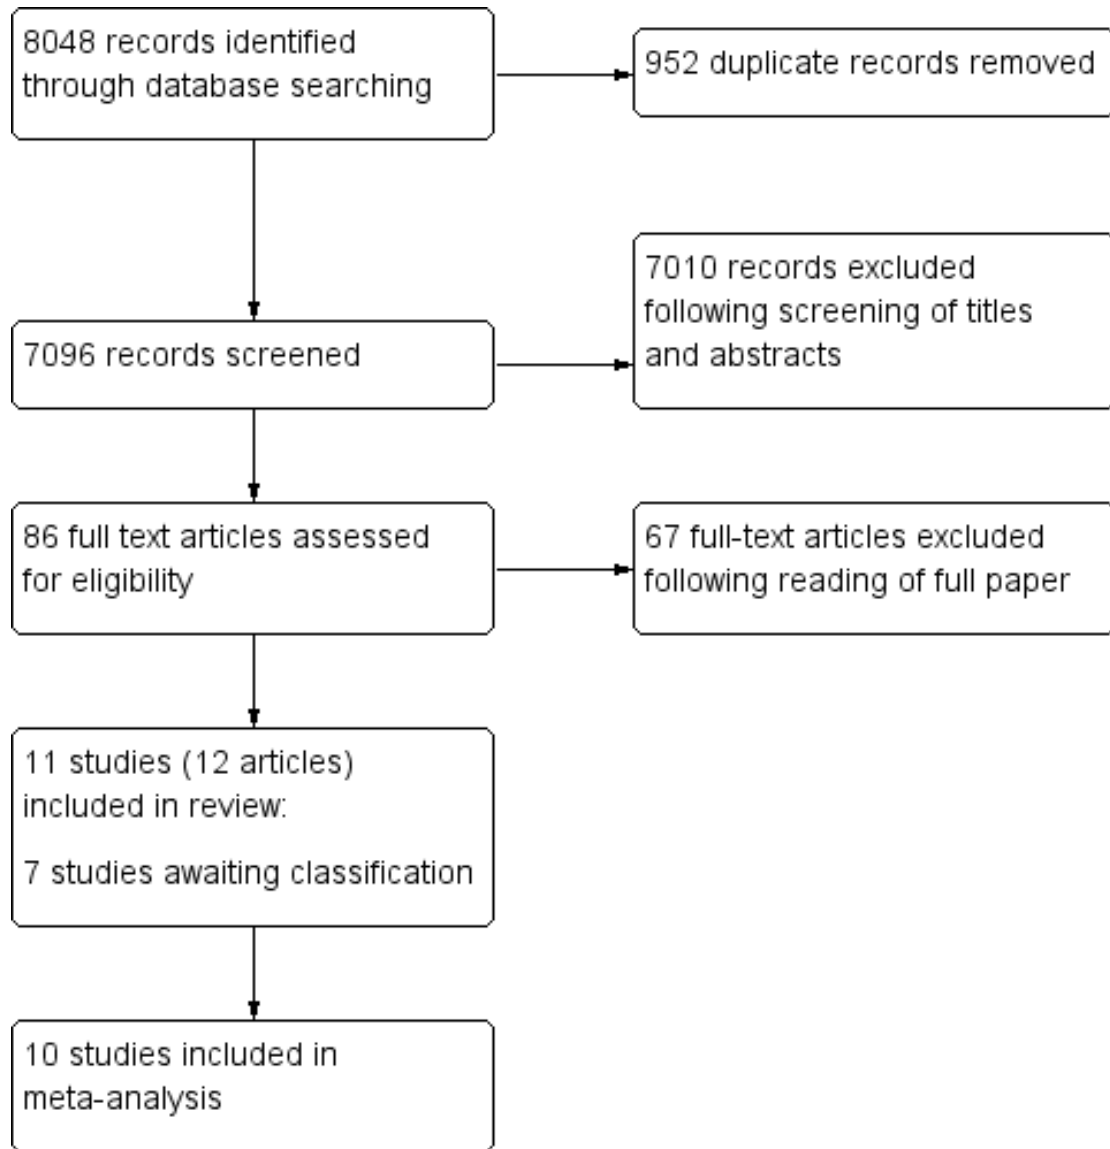 8048 records identified
through database searching
952 duplicate records removed
7010 records excluded
following screening of titles
and abstracts
7096 records screened
86 full text articles assessed
for eligibility
67 full-text articles excluded
following reading of full paper
11 studies (12 articles)
included in review:
7 studies awaiting classification
10 studies included in
meta-analysis